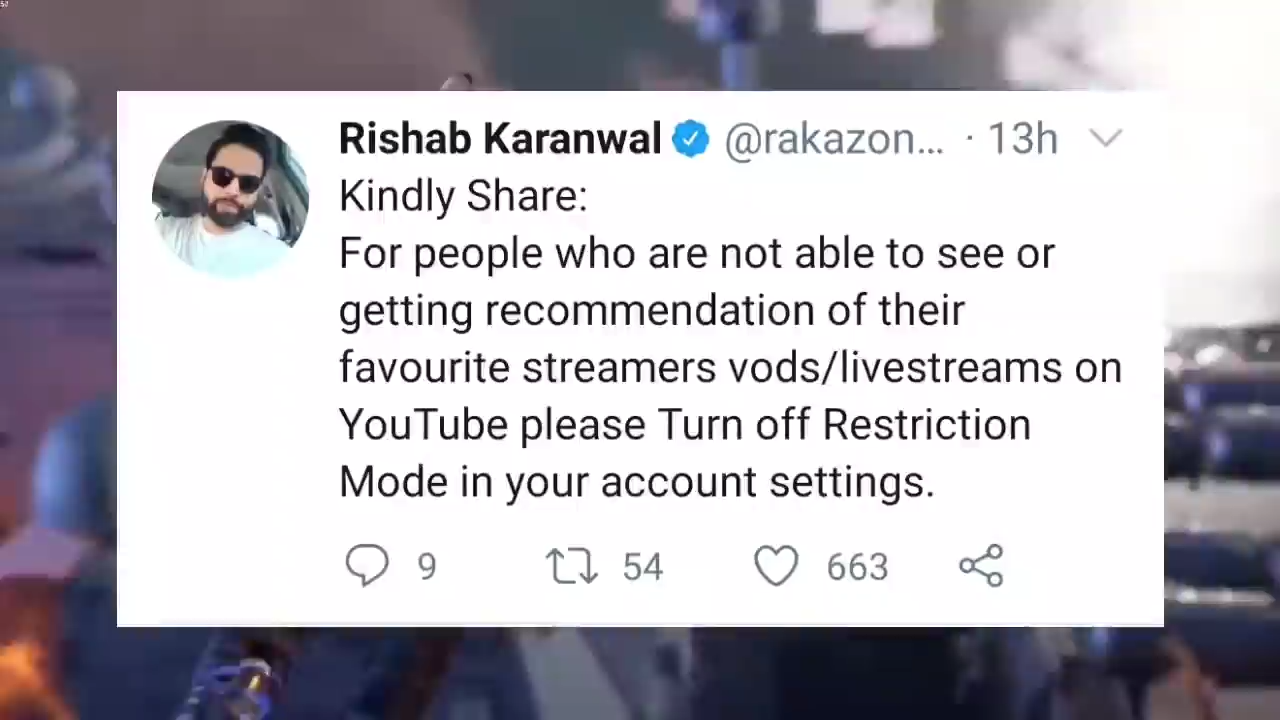 Rishab Karanwal @rakazon... · 13h
Kindly Share:
For people who are not able to see or
getting recommendation of their
favourite streamers vods/livestreams on
YouTube please Turn off Restriction
Mode in your account settings.
9 54 663